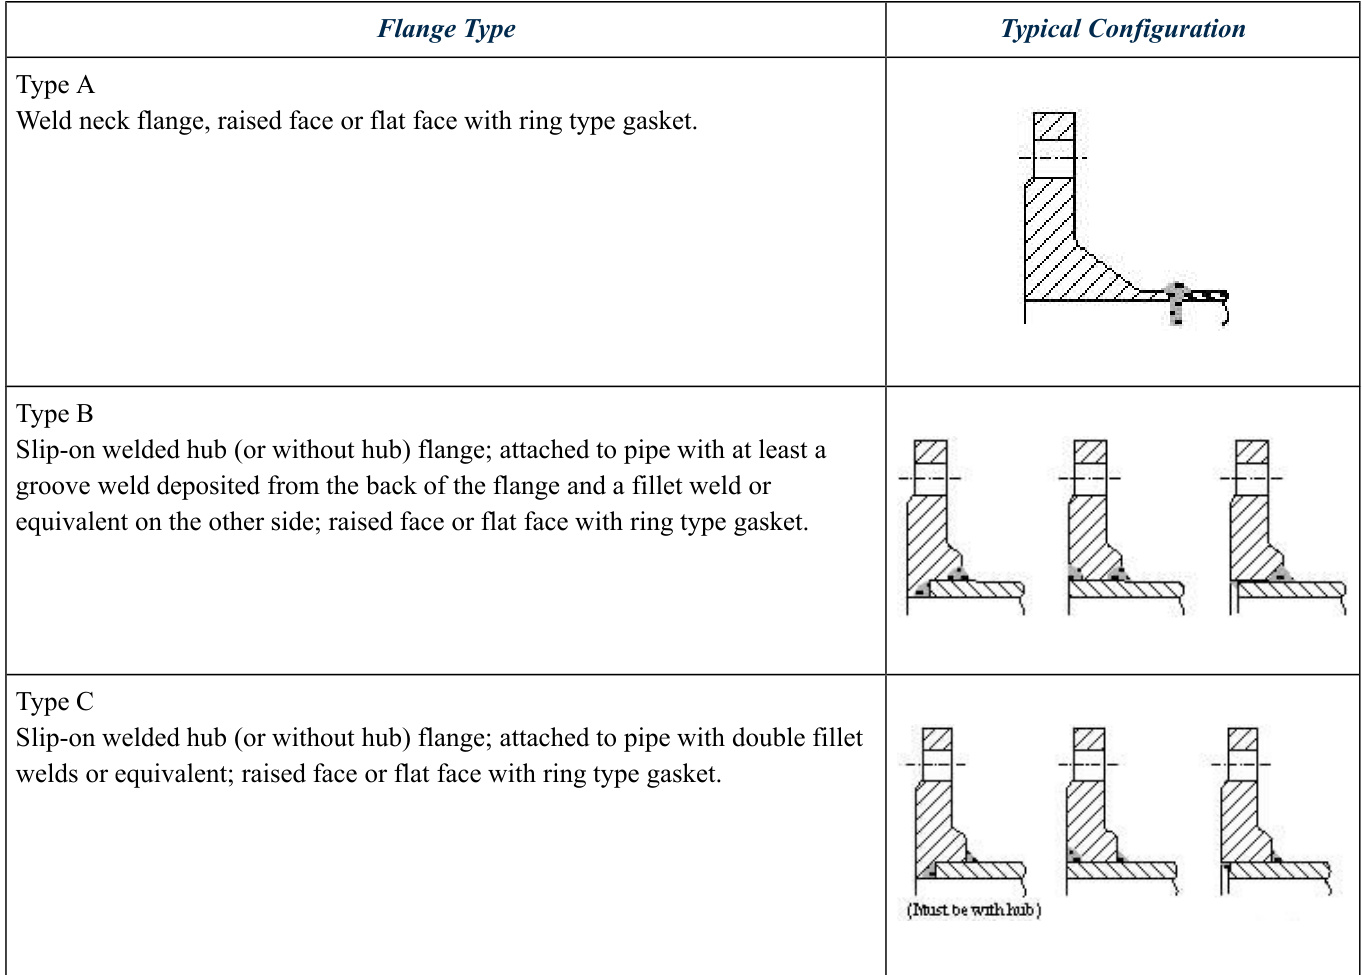 Flange Type
Typical Configuration
Type A
Weld neck flange, raised face or flat face with ring type gasket.
Type B
Slip-on welded hub (or without hub) flange; attached to pipe with at least a
groove weld deposited from the back of the flange and a fillet weld or
equivalent on the other side; raised face or flat face with ring type gasket.
Type C
Slip-on welded hub (or without hub) flange; attached to pipe with double fillet
welds or equivalent; raised face or flat face with ring type gasket.
(Must be with hub)